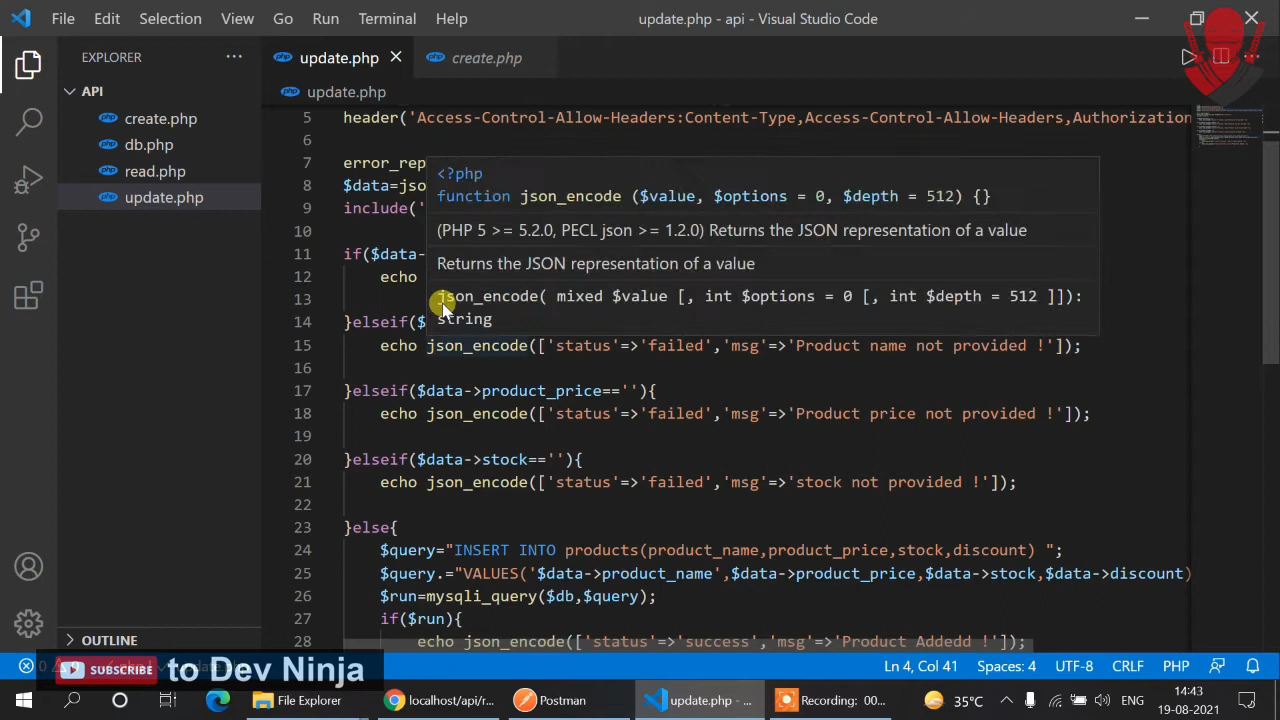 File Edit Selection View Go Run Terminal Help
update.php - api - Visual Studio Code
EXPLORER
API
php create.php
php db.php
php read.php
php update.php
OUTLINE
php update.php
php create.php
php update.php
5 header('Access-Control-Allow-Headers:Content-Type,Access-Control-Allow-Headers,Authorization
6
7 error_rep
8 $data=jso
9 include('
10
11 if($data-
12 echo
13
14 }elseif($
15 echo json_encode(['status'=>'failed','msg'=>'Product name not provided !']);
16
17 }elseif($data->product_price==''){
18 echo json_encode(['status'=>'failed','msg'=>'Product price not provided !']);
19
20 }elseif($data->stock==''){
21 echo json_encode(['status'=>'failed','msg'=>'stock not provided !']);
22
23 }else{
24 $query="INSERT INTO products(product_name,product_price,stock,discount) ";
25 $query.="VALUES('$data->product_name',$data->product_price,$data->stock,$data->discount)
26 $run=mysqli_query($db,$query);
27 if($run){
28 echo json_encode(['status'=>'success','msg'=>'Product Addedd !']);
<?php
function json_encode ($value, $options = 0, $depth = 512) {}
(PHP 5 >= 5.2.0, PECL json >= 1.2.0) Returns the JSON representation of a value
Returns the JSON representation of a value
json_encode( mixed $value [, int $options = 0 [, int $depth = 512 ]]):
string
SUBSCRIBE to Dev Ninja
Ln 4, Col 41 Spaces: 4 UTF-8 CRLF PHP
File Explorer
localhost/api/r...
Postman
update.php - ...
Recording: 00...
35°C
ENG
14:43
19-08-2021